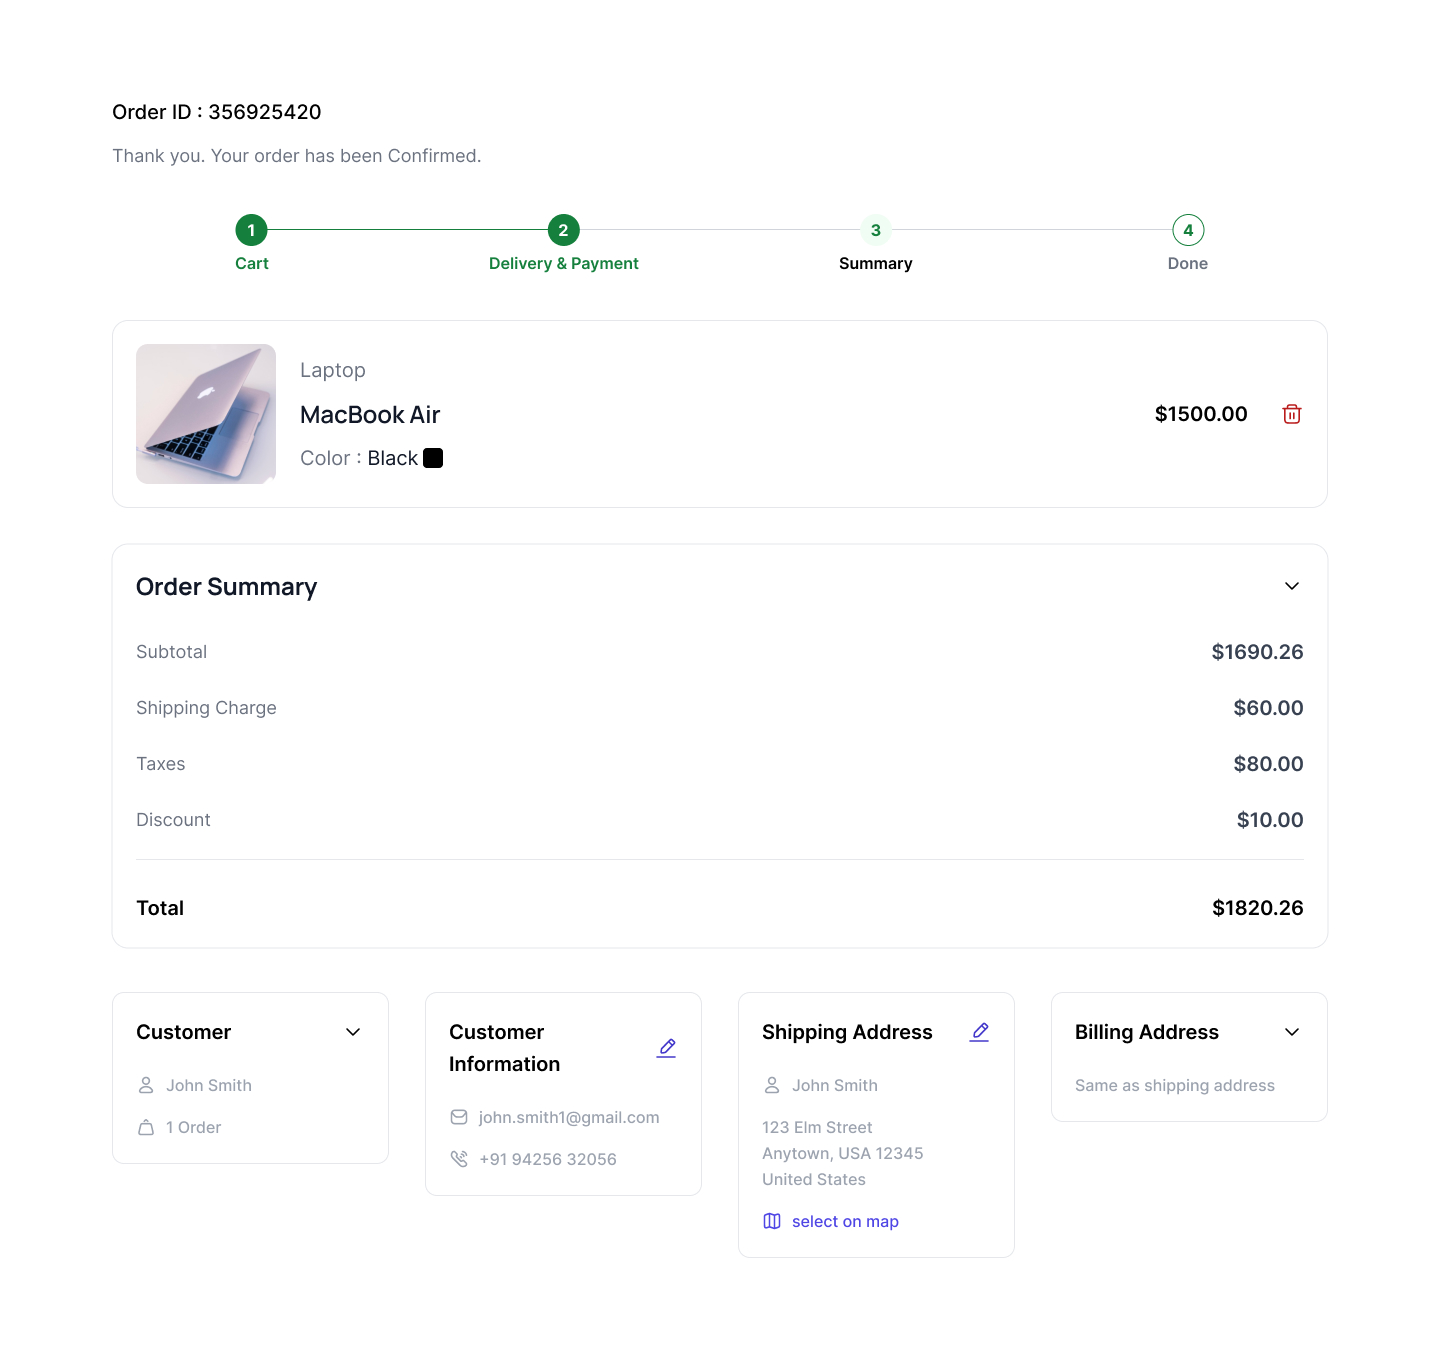 Order ID : 356925420
Thank you. Your order has been Confirmed.
1
2
3
4
Cart
Delivery & Payment
Summary
Done
Laptop
MacBook Air
$1500.00
Color : Black
Order Summary
Subtotal
$1690.26
Shipping Charge
$60.00
Taxes
$80.00
Discount
$10.00
Total
$1820.26
Customer
John Smith
1 Order
Customer
Information
john.smith1@gmail.com
+91 94256 32056
Shipping Address
John Smith
123 Elm Street
Anytown, USA 12345
United States
select on map
Billing Address
Same as shipping address